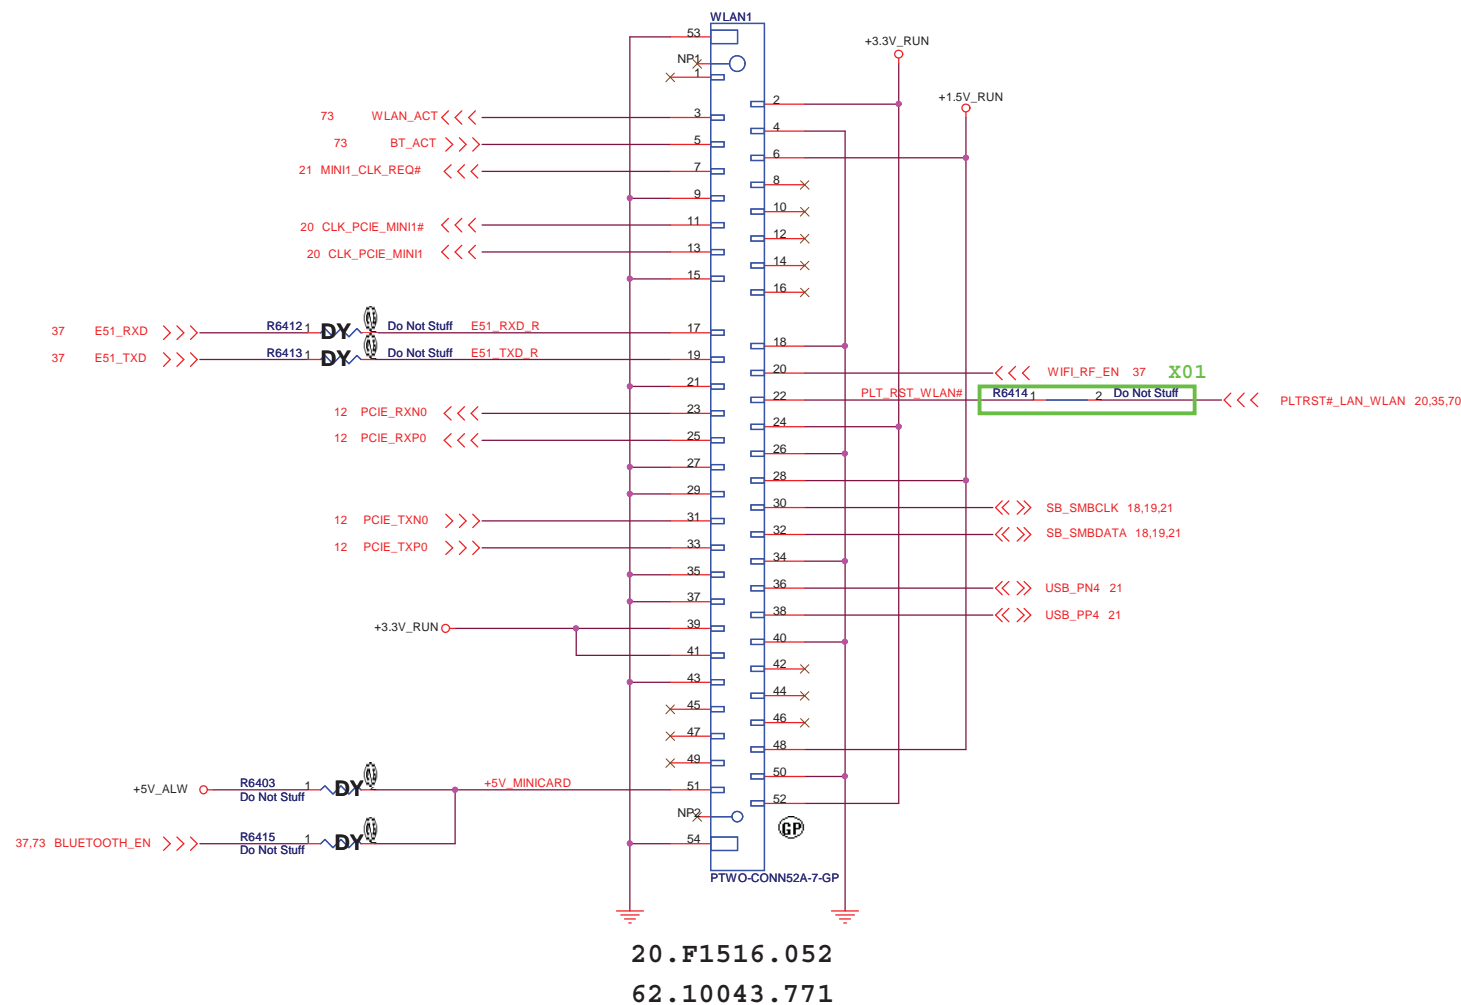 WLAN1
53
+3.3V_RUN
NP1
1
+1.5V_RUN
2
73 WLAN_ACT 3
4
73 BT_ACT 5
6
21 MINI1_CLK_REQ# 7
8
9
10
20 CLK_PCIE_MINI1# 11
12
20 CLK_PCIE_MINI1 13
14
15
16
37 E51_RXD R6412 1 DY Do Not Stuff E51_RXD_R 17
18
37 E51_TXD R6413 1 DY Do Not Stuff E51_TXD_R 19
20 WIFI_RF_EN 37 X01
21
22 PLT_RST_WLAN# R6414 1 2 Do Not Stuff PLTRST#_LAN_WLAN 20,35,70
12 PCIE_RXN0 23
24
12 PCIE_RXP0 25
26
27
28
29
30 SB_SMBCLK 18,19,21
12 PCIE_TXN0 31
32 SB_SMBDATA 18,19,21
12 PCIE_TXP0 33
34
35
36 USB_PN4 21
37
38 USB_PP4 21
+3.3V_RUN 39
40
41
42
43
44
45
46
47
48
49
50
+5V_ALW R6403 1 DY +5V_MINICARD 51
Do Not Stuff
52
NP2
GP
37,73 BLUETOOTH_EN R6415 1 DY 54
Do Not Stuff
PTWO-CONN52A-7-GP
20.F1516.052
62.10043.771